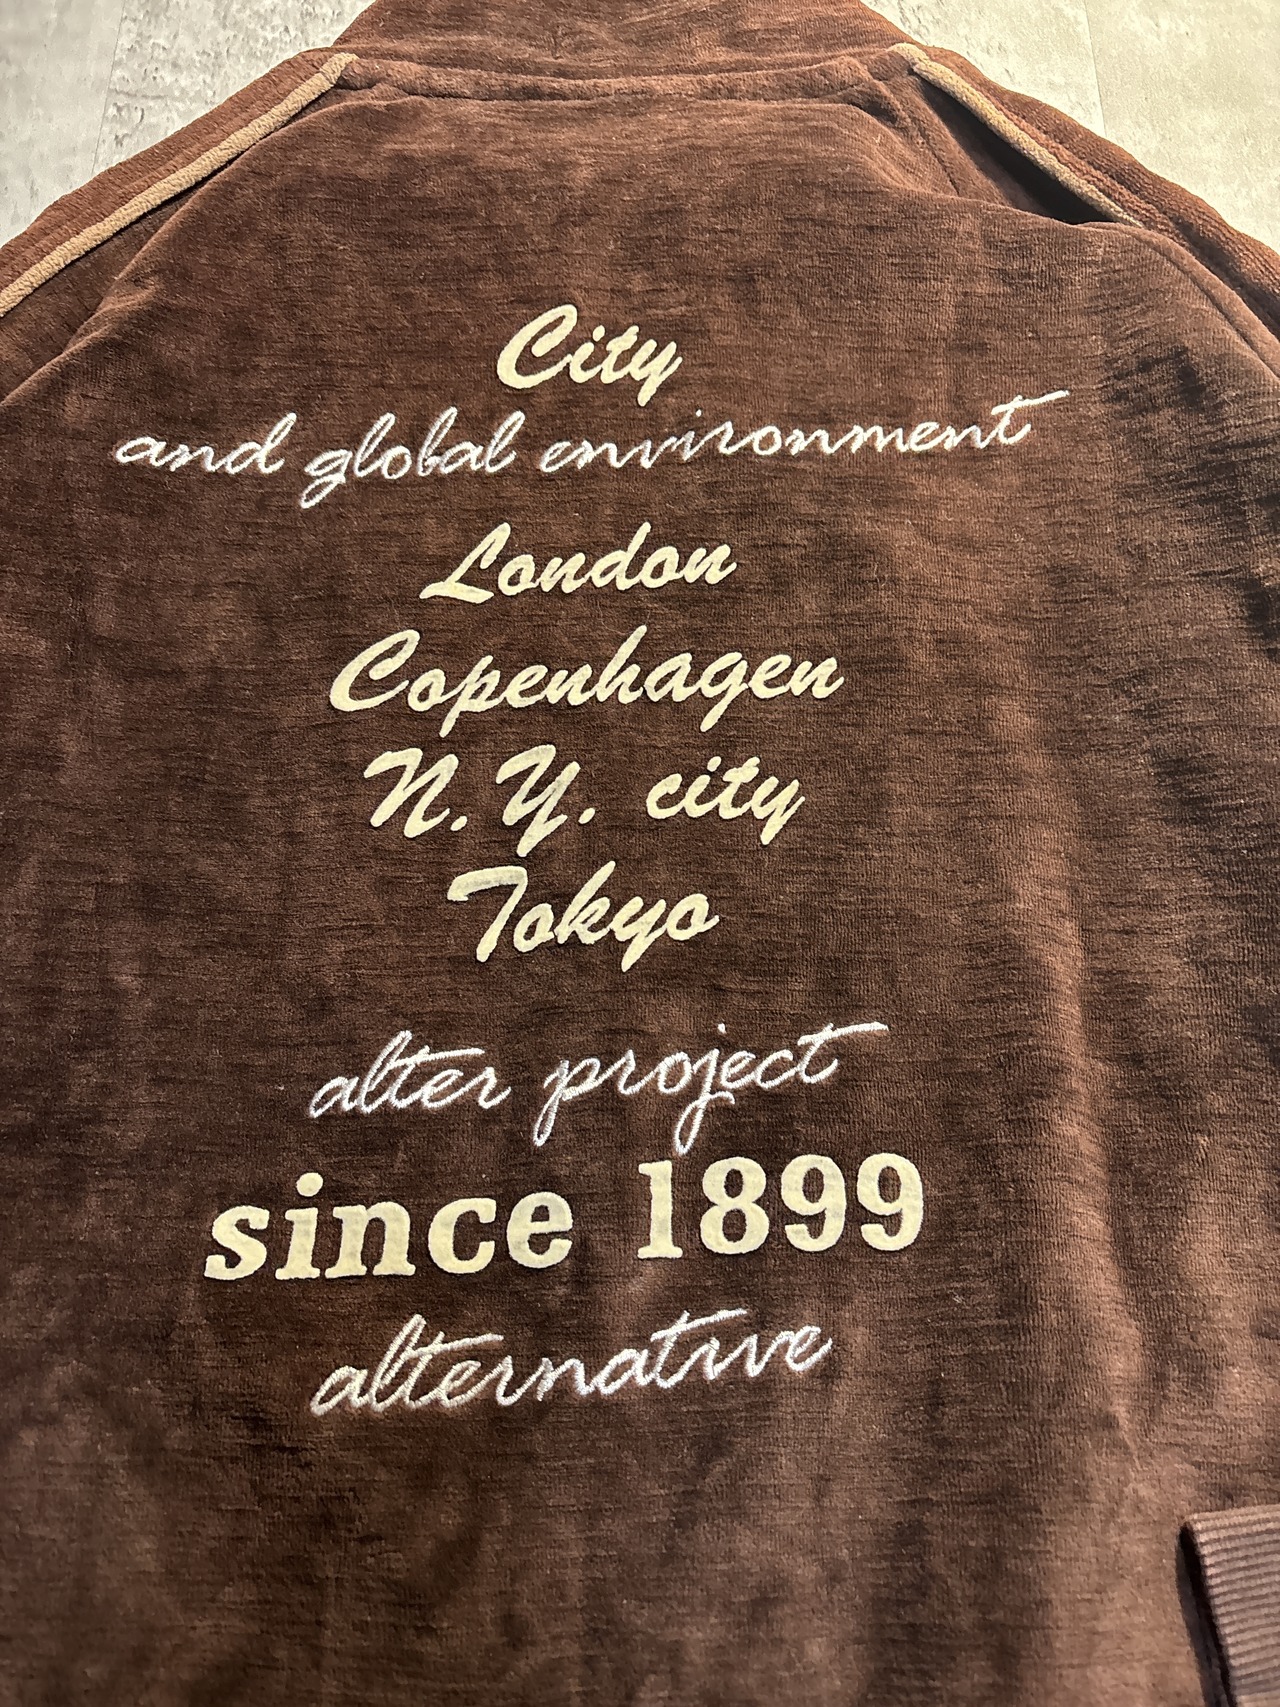 City
and global environment
London
Copenhagen
N.Y. city
Tokyo
alter project
since 1899
alternative